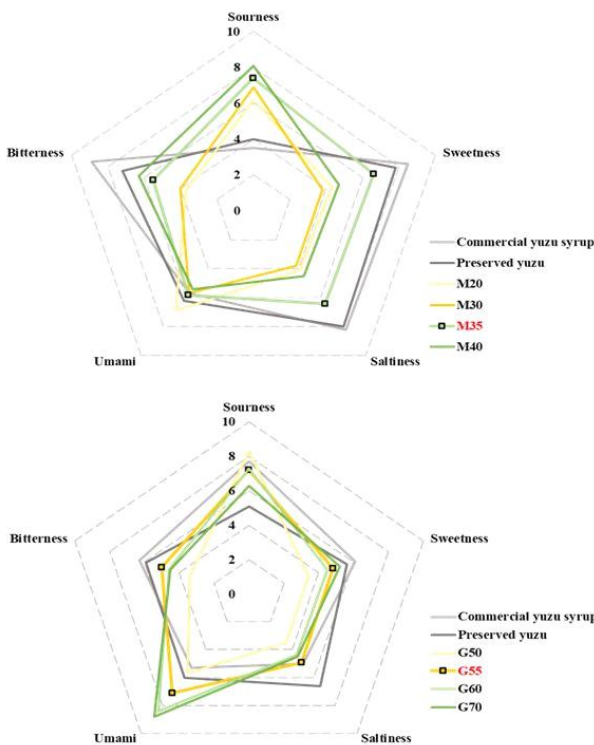 Sourness
10
8
6
4
2
0
Bitterness
Sweetness
Umami
Saltiness
Commercial yuzu syrup
Preserved yuzu
M20
M30
M35
M40
Sourness
10
8
6
4
2
0
Bitterness
Sweetness
Umami
Saltiness
Commercial yuzu syrup
Preserved yuzu
G50
G55
G60
G70